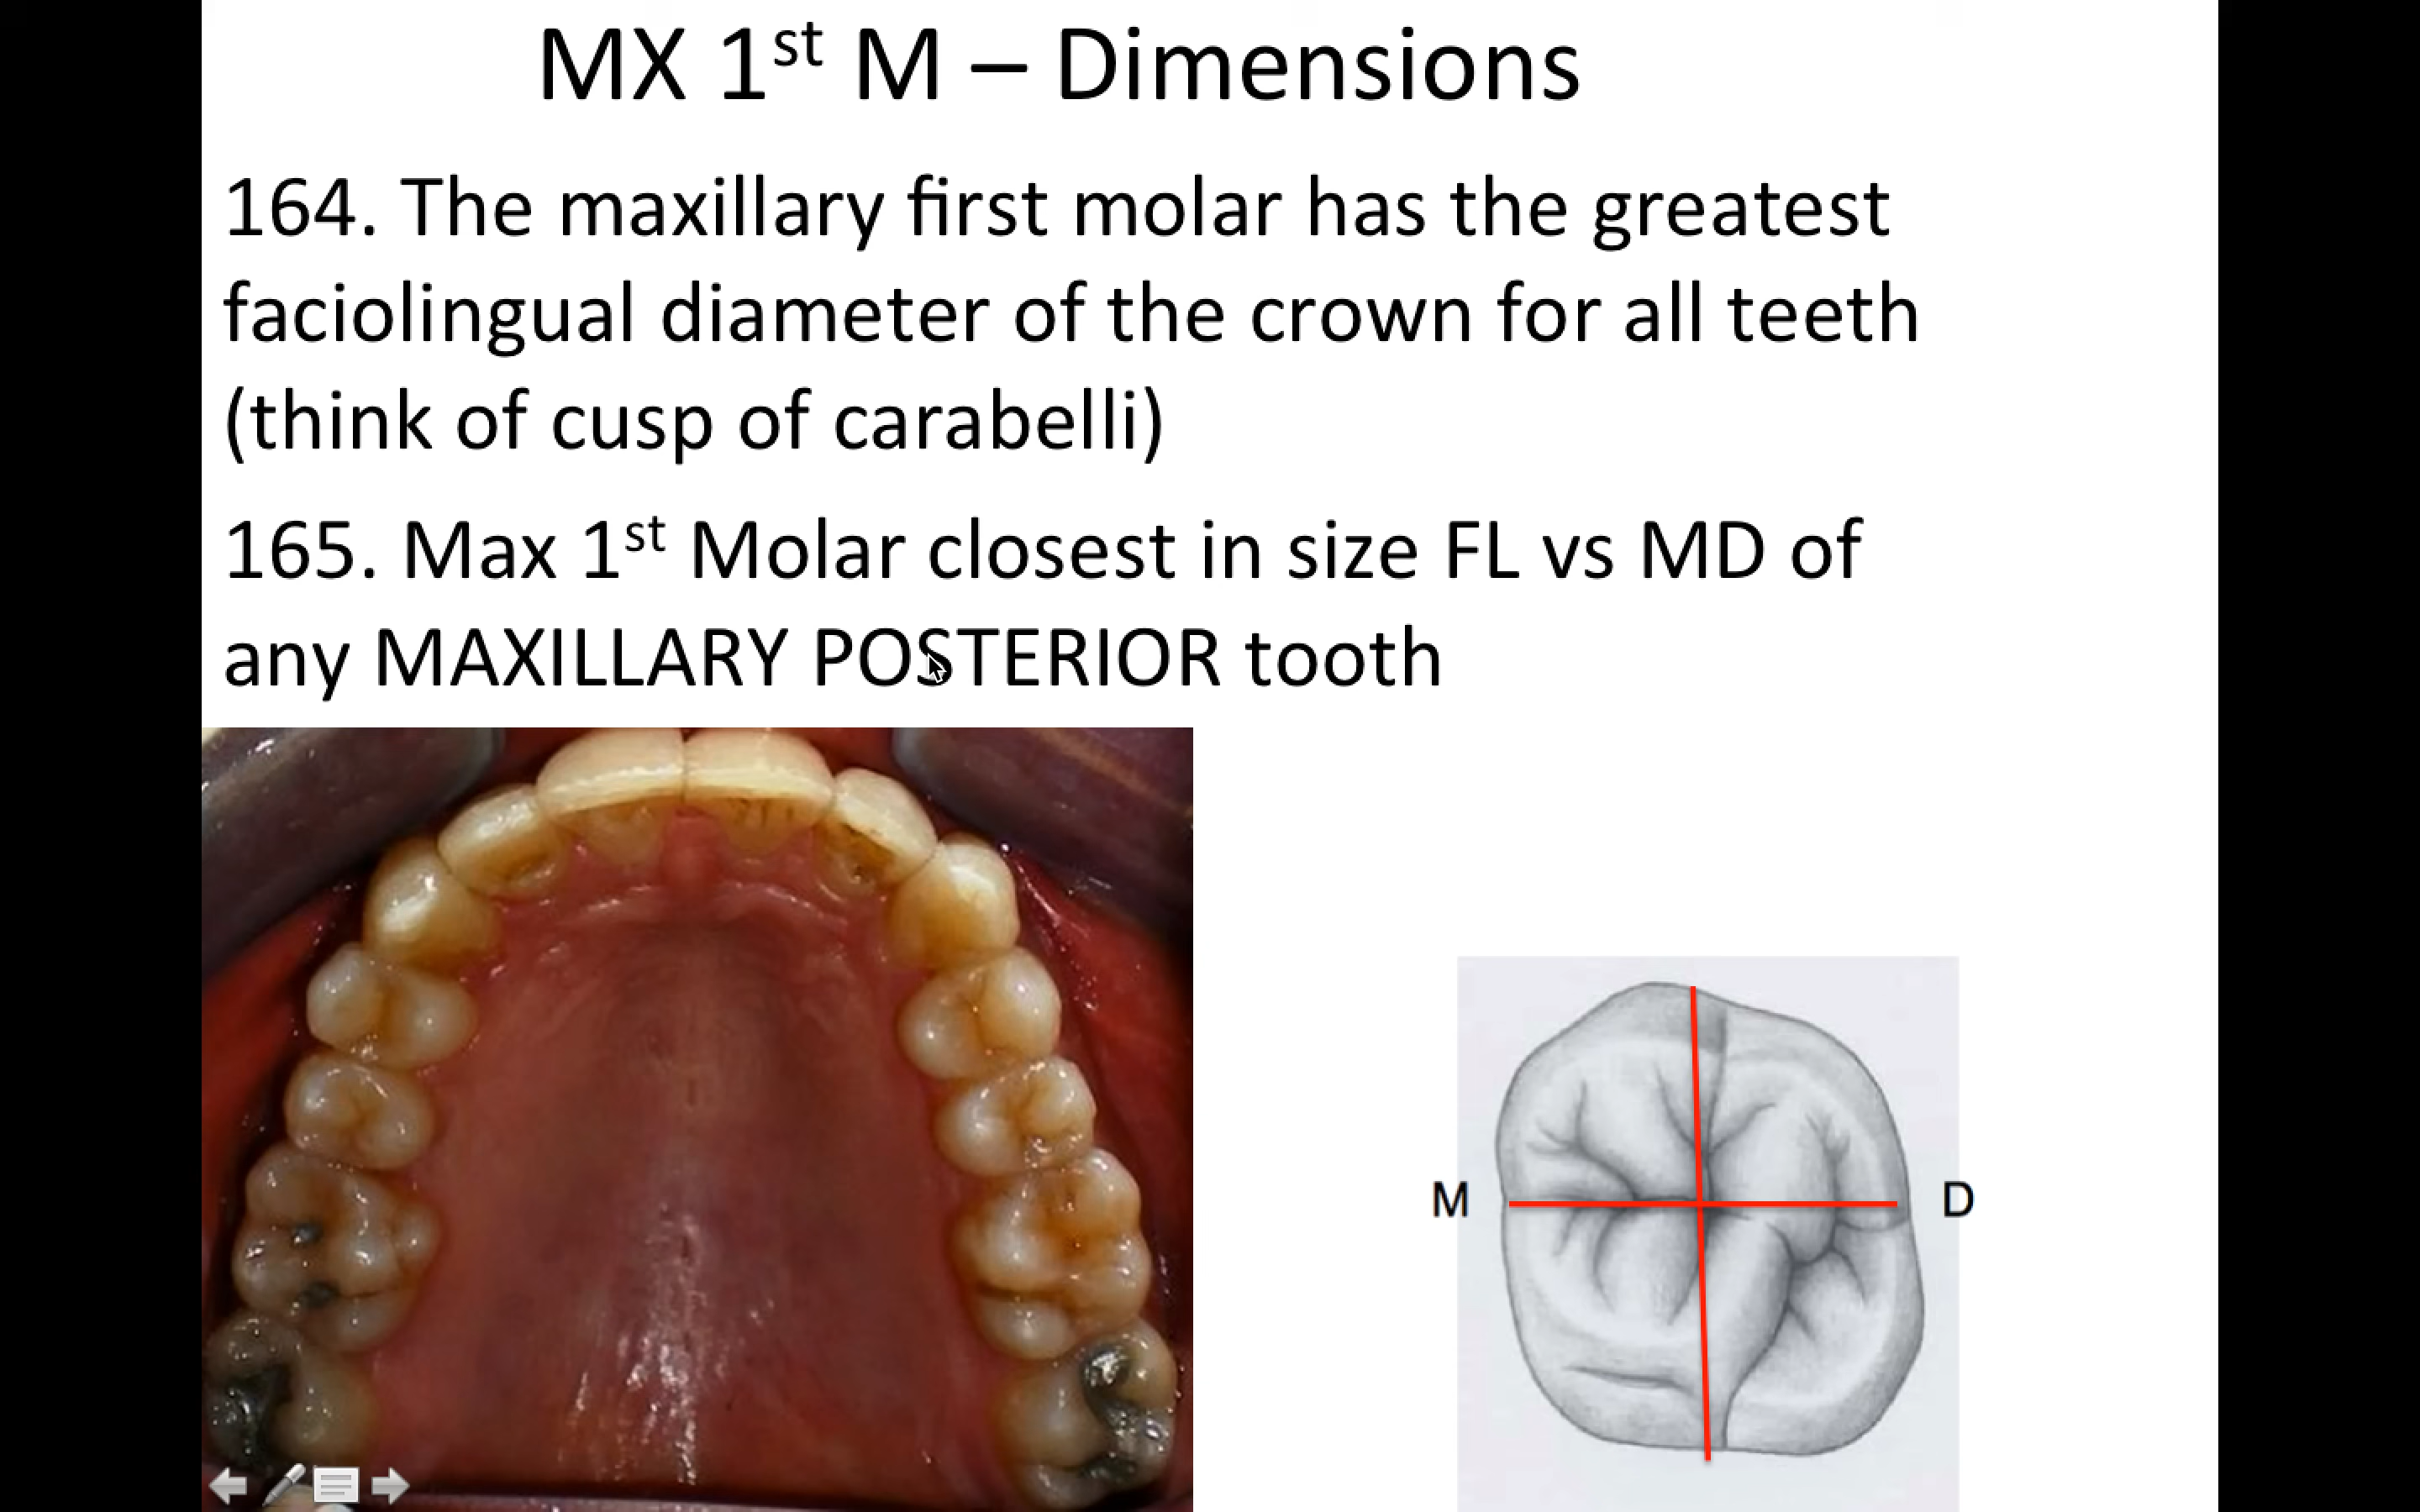 MX 1st M – Dimensions
164. The maxillary first molar has the greatest
faciolingual diameter of the crown for all teeth
(think of cusp of carabelli)
165. Max 1st Molar closest in size FL vs MD of
any MAXILLARY POSTERIOR tooth
M
D